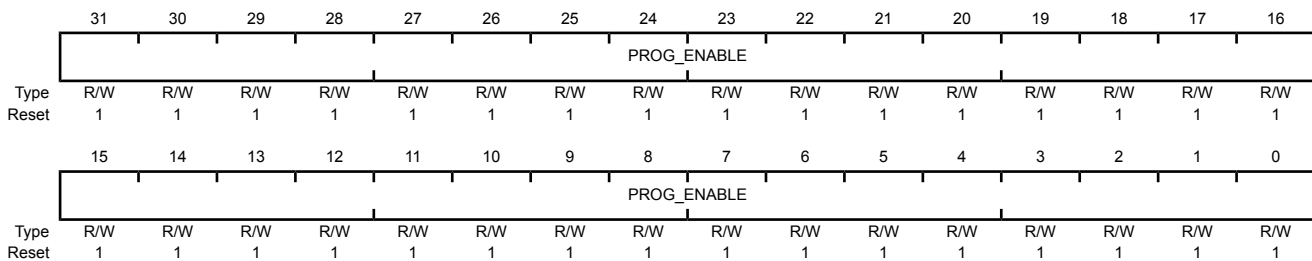 31 30 29 28 27 26 25 24 23 22 21 20 19 18 17 16
PROG_ENABLE
Type R/W R/W R/W R/W R/W R/W R/W R/W R/W R/W R/W R/W R/W R/W R/W R/W
Reset 1 1 1 1 1 1 1 1 1 1 1 1 1 1 1 1
15 14 13 12 11 10 9 8 7 6 5 4 3 2 1 0
PROG_ENABLE
Type R/W R/W R/W R/W R/W R/W R/W R/W R/W R/W R/W R/W R/W R/W R/W R/W
Reset 1 1 1 1 1 1 1 1 1 1 1 1 1 1 1 1